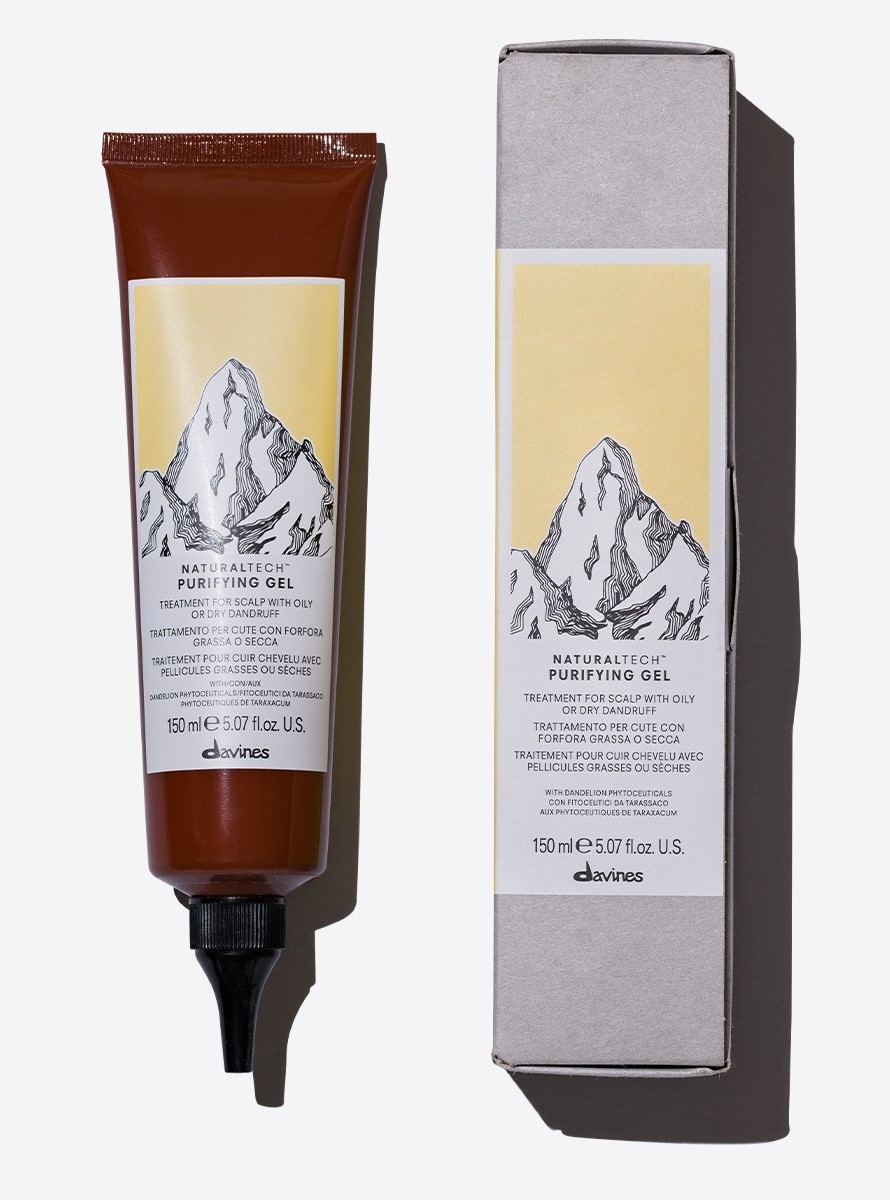 NATURALTECH™
PURIFYING GEL
TREATMENT FOR SCALP WITH OILY
OR DRY DANDRUFF
TRATTAMENTO PER CUTE CON FORFORA
GRASSA O SECCA
TRAITEMENT POUR CUIR CHEVELU AVEC
PELLICULES GRASSES OU SÈCHES
WITH/CON/AUX
DANDELION PHYTOCEUTICALS/FITOCEUTICI DA TARASSACO
PHYTOCEUTIQUES DE TARAXACUM
150 ml ℮ 5.07 fl.oz. U.S.
davines
NATURALTECH™
PURIFYING GEL
TREATMENT FOR SCALP WITH OILY
OR DRY DANDRUFF
TRATTAMENTO PER CUTE CON
FORFORA GRASSA O SECCA
TRAITEMENT POUR CUIR CHEVELU AVEC
PELLICULES GRASSES OU SÈCHES
WITH DANDELION PHYTOCEUTICALS
CON FITOCEUTICI DA TARASSACO
AUX PHYTOCEUTIQUES DE TARAXACUM
150 ml ℮ 5.07 fl.oz. U.S.
davines